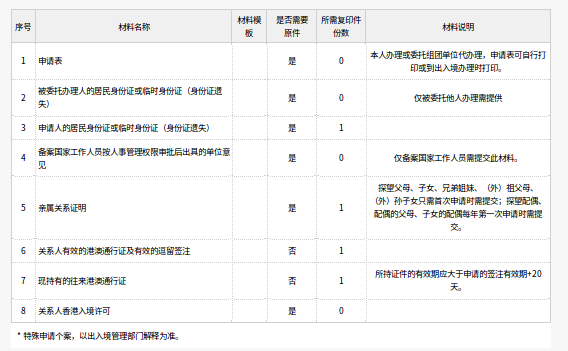 序号 材料名称 材料模板 是否需要原件 所需复印件份数 材料说明
1 申请表 是 0 本人办理或委托组团单位代办理，申请表可自行打
印或到出入境办理时打印。
2 被委托办理人的居民身份证或临时身份证（身份证遗
失） 是 0 仅被委托他人办理需提供
3 申请人的居民身份证或临时身份证（身份证遗失） 是 1
4 备案国家工作人员按人事管理权限审批后出具的单位意
见 是 0 仅备案国家工作人员需提交此材料。
5 亲属关系证明 是 1 探望父母、子女、兄弟姐妹、（外）祖父母、
（外）孙子女只需首次申请时需提交；探望配偶、
配偶的父母、子女的配偶每年第一次申请时需提
交。
6 关系人有效的港澳通行证及有效的逗留签注 否 1
7 现持有的往来港澳通行证 否 1 所持证件的有效期应大于申请的签注有效期+20
天。
8 关系人香港入境许可 是 0
* 特殊申请个案，以出入境管理部门解释为准。